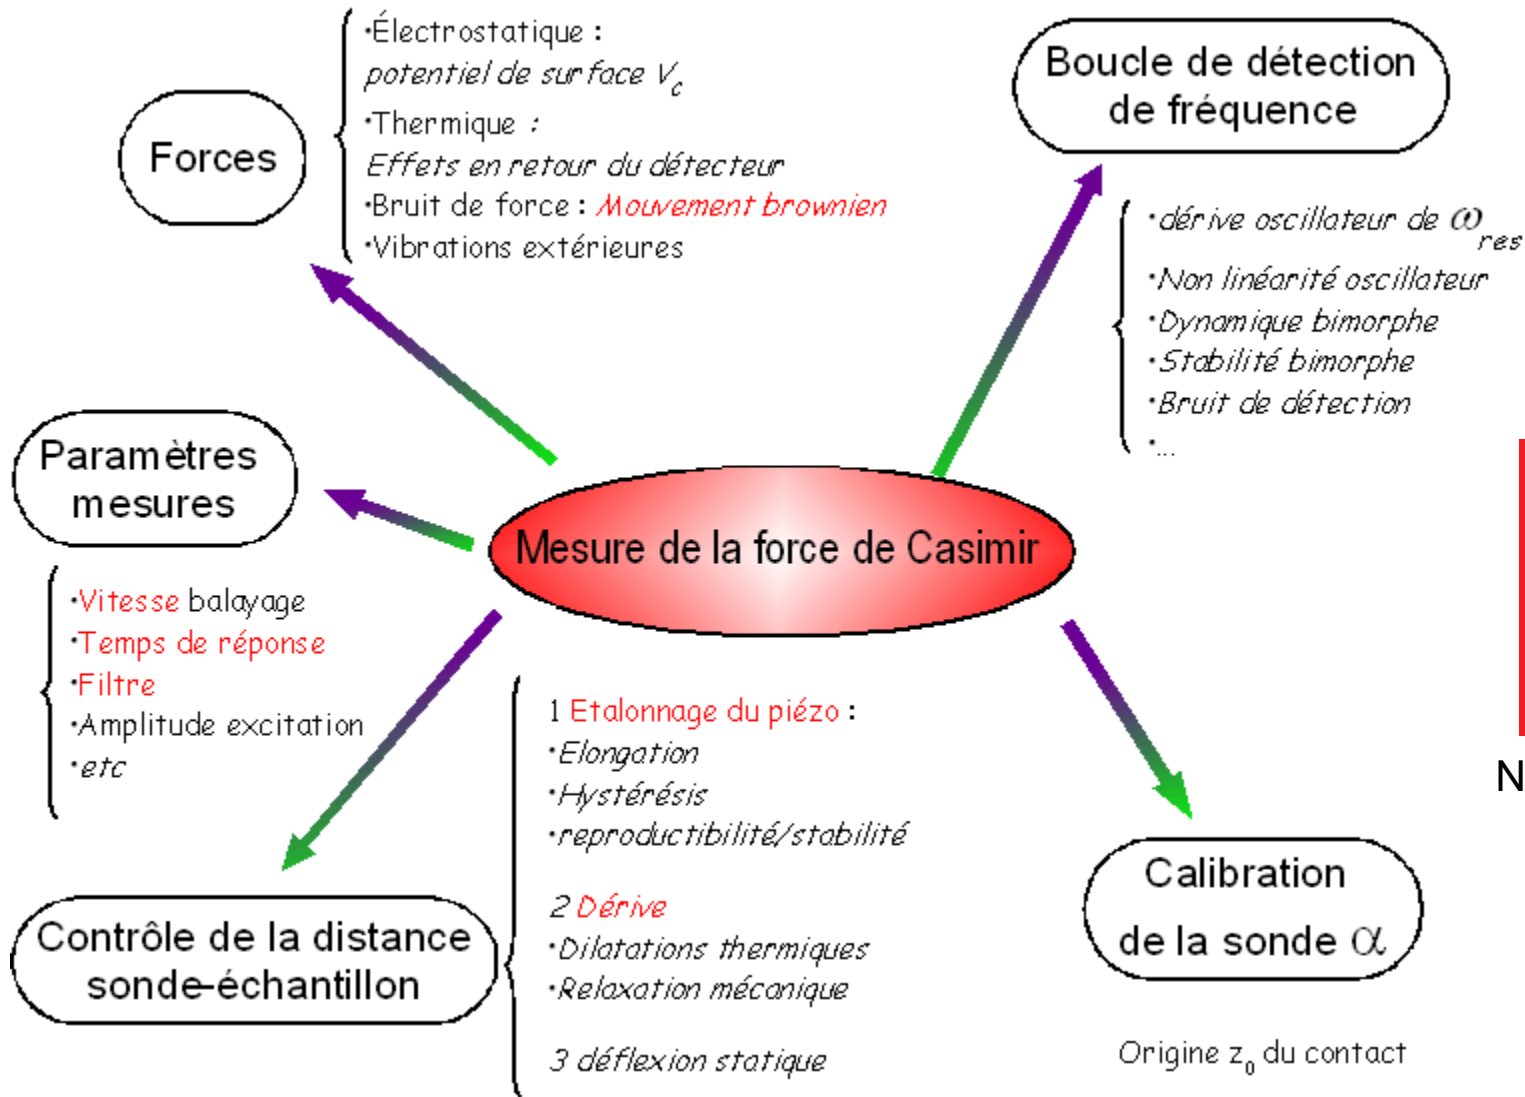 Forces
•Électrostatique :
potentiel de surface Vc
•Thermique :
Effets en retour du détecteur
•Bruit de force : Mouvement brownien
•Vibrations extérieures
Boucle de détection
de fréquence
•dérive oscillateur de ωres
•Non linéarité oscillateur
•Dynamique bimorphe
•Stabilité bimorphe
•Bruit de détection
•...
Paramètres
mesures
•Vitesse balayage
•Temps de réponse
•Filtre
•Amplitude excitation
•etc
Mesure de la force de Casimir
1 Etalonnage du piézo :
•Elongation
•Hystérésis
•reproductibilité/stabilité
2 Dérive
•Dilatations thermiques
•Relaxation mécanique
3 déflexion statique
Contrôle de la distance
sonde-échantillon
Calibration
de la sonde α
Origine z0 du contact
N